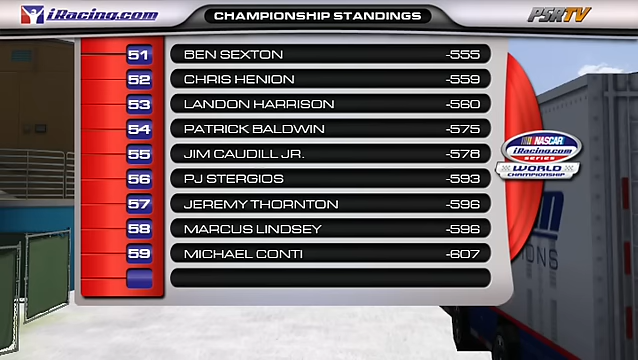 iRacing.com
CHAMPIONSHIP STANDINGS
PSRTV
51 BEN SEXTON -555
52 CHRIS HENION -559
53 LANDON HARRISON -560
54 PATRICK BALDWIN -575
55 JIM CAUDILL JR. -578
56 PJ STERGIOS -593
57 JEREMY THORNTON -596
58 MARCUS LINDSEY -596
59 MICHAEL CONTI -607
NASCAR
iRacing.com
SERIES
WORLD
CHAMPIONSHIP